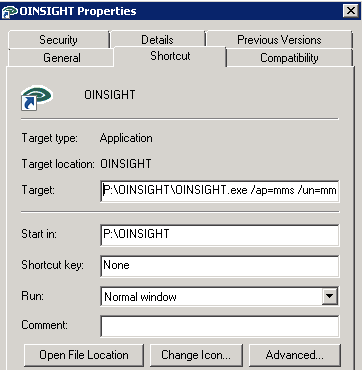 OINSIGHT Properties
Security Details Previous Versions
General Shortcut Compatibility
OINSIGHT
Target type: Application
Target location: OINSIGHT
Target: P:\OINSIGHT\OINSIGHT.exe /ap=mms /un=mm
Start in: P:\OINSIGHT
Shortcut key: None
Run: Normal window
Comment:
Open File Location Change Icon... Advanced...